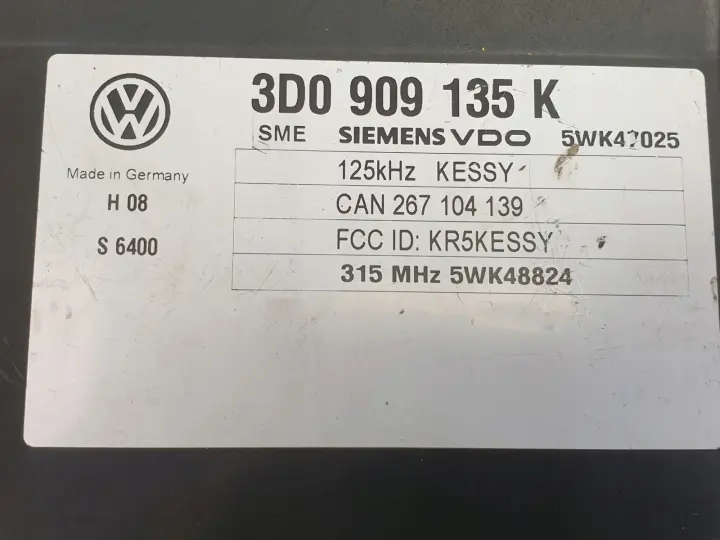 3D0 909 135 K
SME SIEMENS VDO 5WK47025
Made in Germany
125kHz KESSY
H 08
CAN 267 104 139
S 6400
FCC ID: KR5KESSY
315 MHz 5WK48824